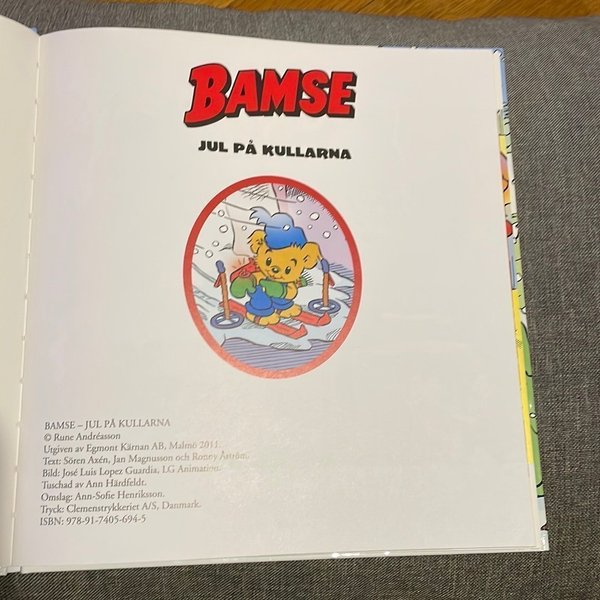 BAMSE
JUL PÅ KULLARNA
BAMSE – JUL PÅ KULLARNA
© Rune Andréasson
Utgiven av Egmont Kärnan AB, Malmö 2011.
Text: Sören Axén, Jan Magnusson och Ronny Åström.
Bild: José Luis Lopez Guardia, LG Animation.
Tuschad av Ann Härdfeldt.
Omslag: Ann-Sofie Henriksson.
Tryck: Clemenstrykkeriet A/S, Danmark.
ISBN: 978-91-7405-694-5